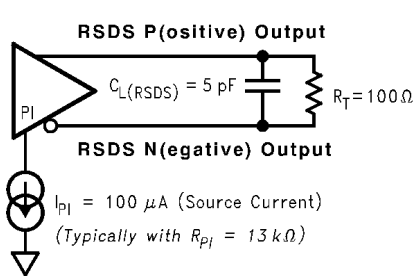 RSDS P(ositive) Output
C_L(RSDS) = 5 pF
R_T=100Ω
PI
RSDS N(egative) Output
I_PI = 100 μA (Source Current)
(Typically with R_PI = 13 kΩ)